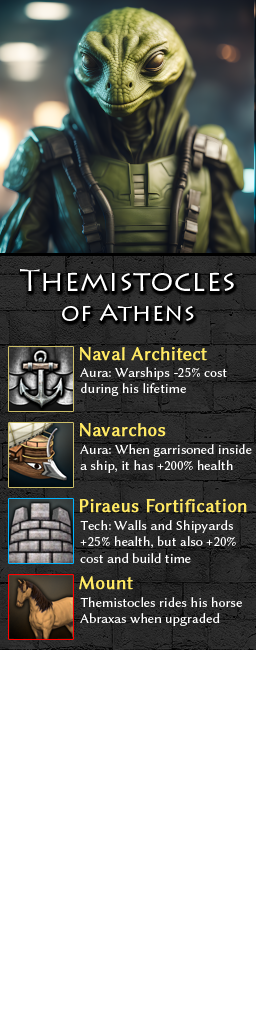 Themistocles
of Athens
Naval Architect
Aura: Warships -25% cost
during his lifetime
Navarchos
Aura: When garrisoned inside
a ship, it has +200% health
Piraeus Fortification
Tech: Walls and Shipyards
+25% health, but also +20%
cost and build time
Mount
Themistocles rides his horse
Abraxas when upgraded